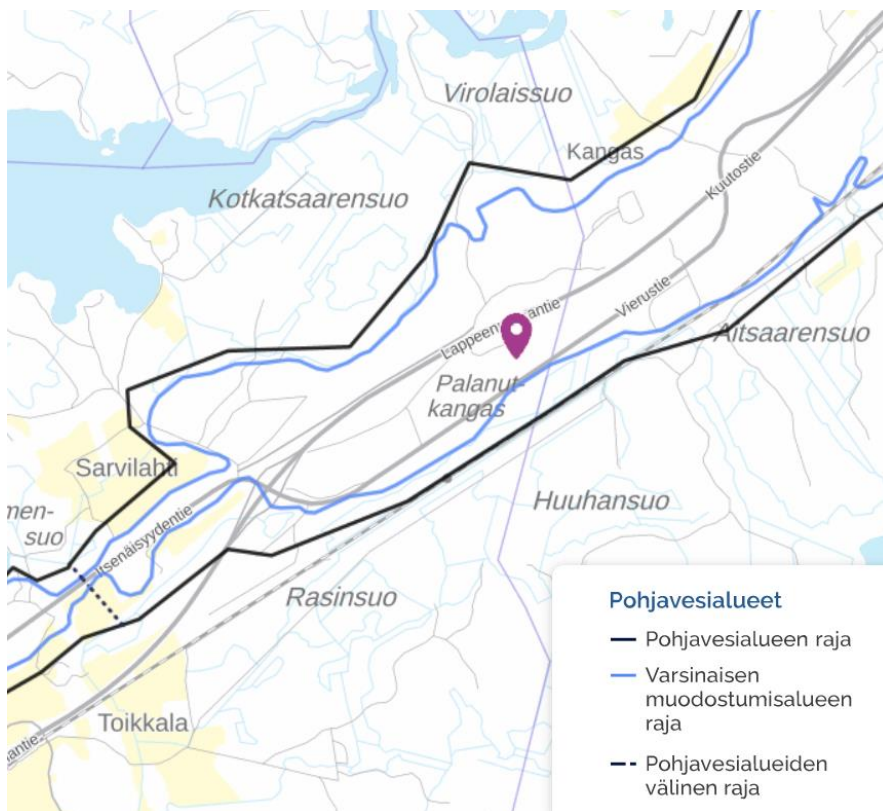 Virolaissuo
Kangas
Kotkatsaarensuo
Kuutostie
Vierustie
Aitsaarensuo
Palanut-
kangas
Sarvilahti
Huuhansuo
suo
Itsenäisyydentie
Rasinsuo
Toikkala
Pohjavesialueet
Pohjavesialueen raja
Varsinaisen
muodostumisalueen
raja
Pohjavesialueiden
välinen raja